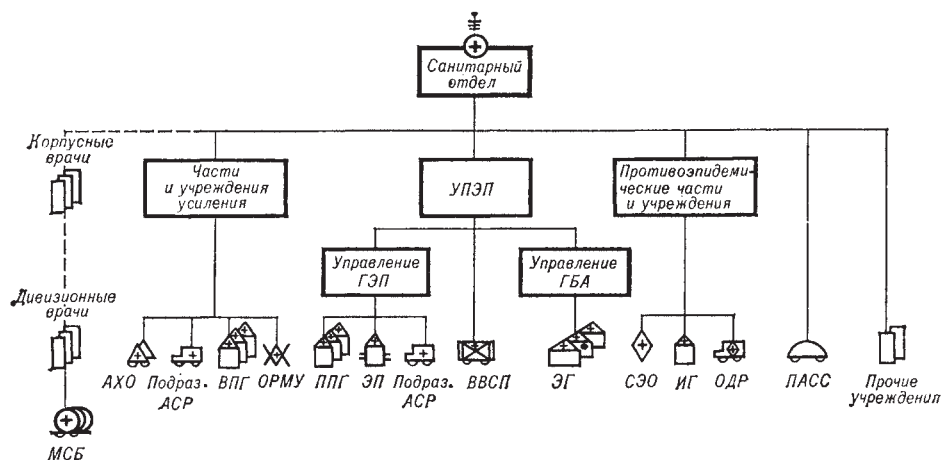 Санитарный
отдел
Корпусные
врачи
Части
и учреждения
усиления
УПЭП
Противоэпидеми-
ческие части
и учреждения
Управление
ГЭП
Управление
ГБА
Дивизионные
врачи
АХО
Подраз.
АСР
ВПГ
ОРМУ
ППГ
ЭП
Подраз.
АСР
ВВСП
ЭГ
СЭО
ИГ
ОДР
ПАСС
Прочие
учреждения
МСБ